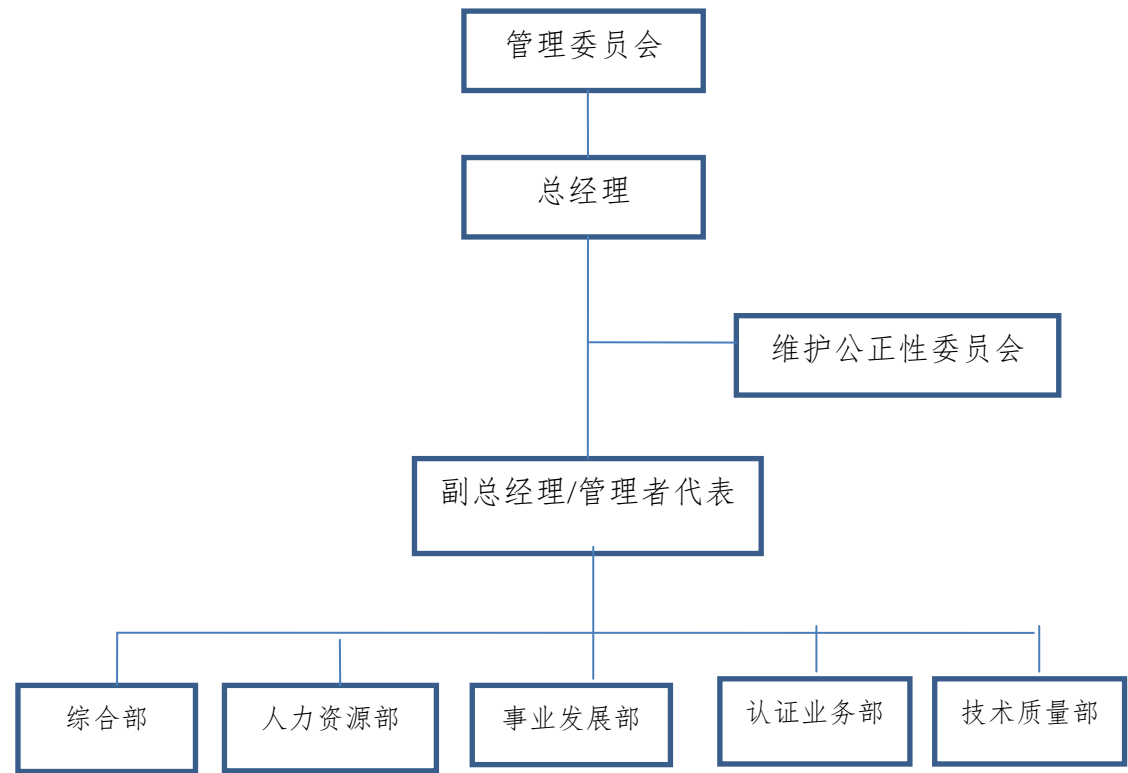 管理委员会
总经理
维护公正性委员会
副总经理/管理者代表
综合部
人力资源部
事业发展部
认证业务部
技术质量部